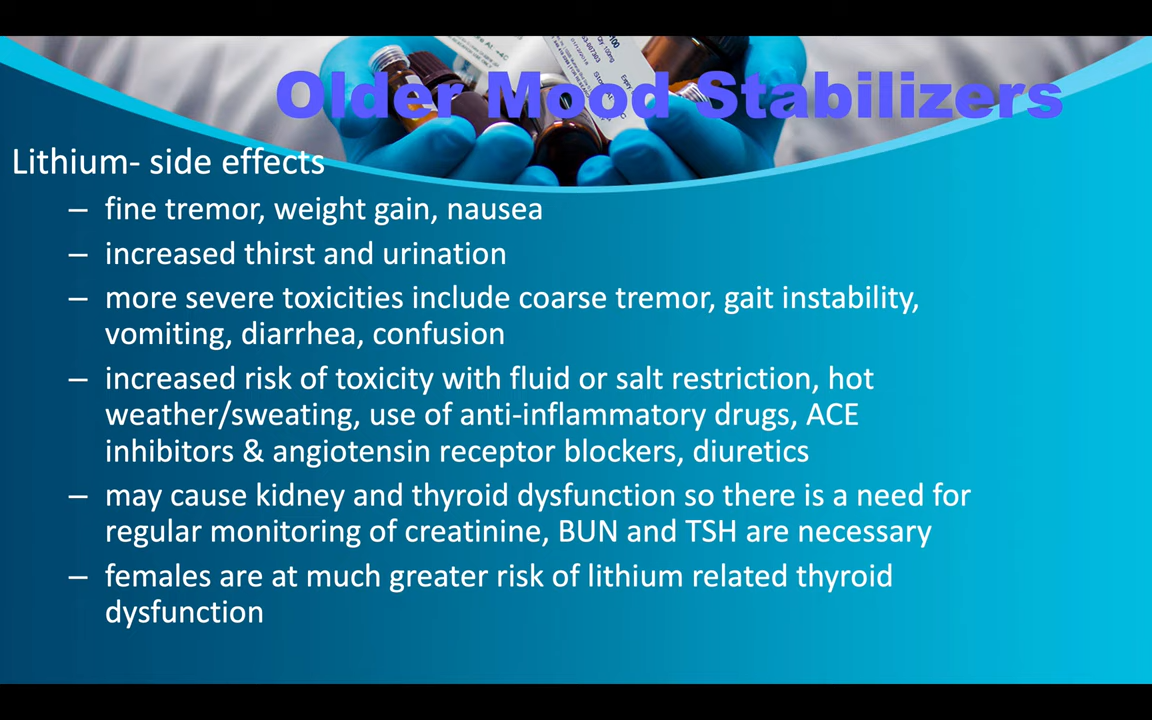 Older Mood Stabilizers
Lithium- side effects
– fine tremor, weight gain, nausea
– increased thirst and urination
– more severe toxicities include coarse tremor, gait instability,
vomiting, diarrhea, confusion
– increased risk of toxicity with fluid or salt restriction, hot
weather/sweating, use of anti-inflammatory drugs, ACE
inhibitors & angiotensin receptor blockers, diuretics
– may cause kidney and thyroid dysfunction so there is a need for
regular monitoring of creatinine, BUN and TSH are necessary
– females are at much greater risk of lithium related thyroid
dysfunction